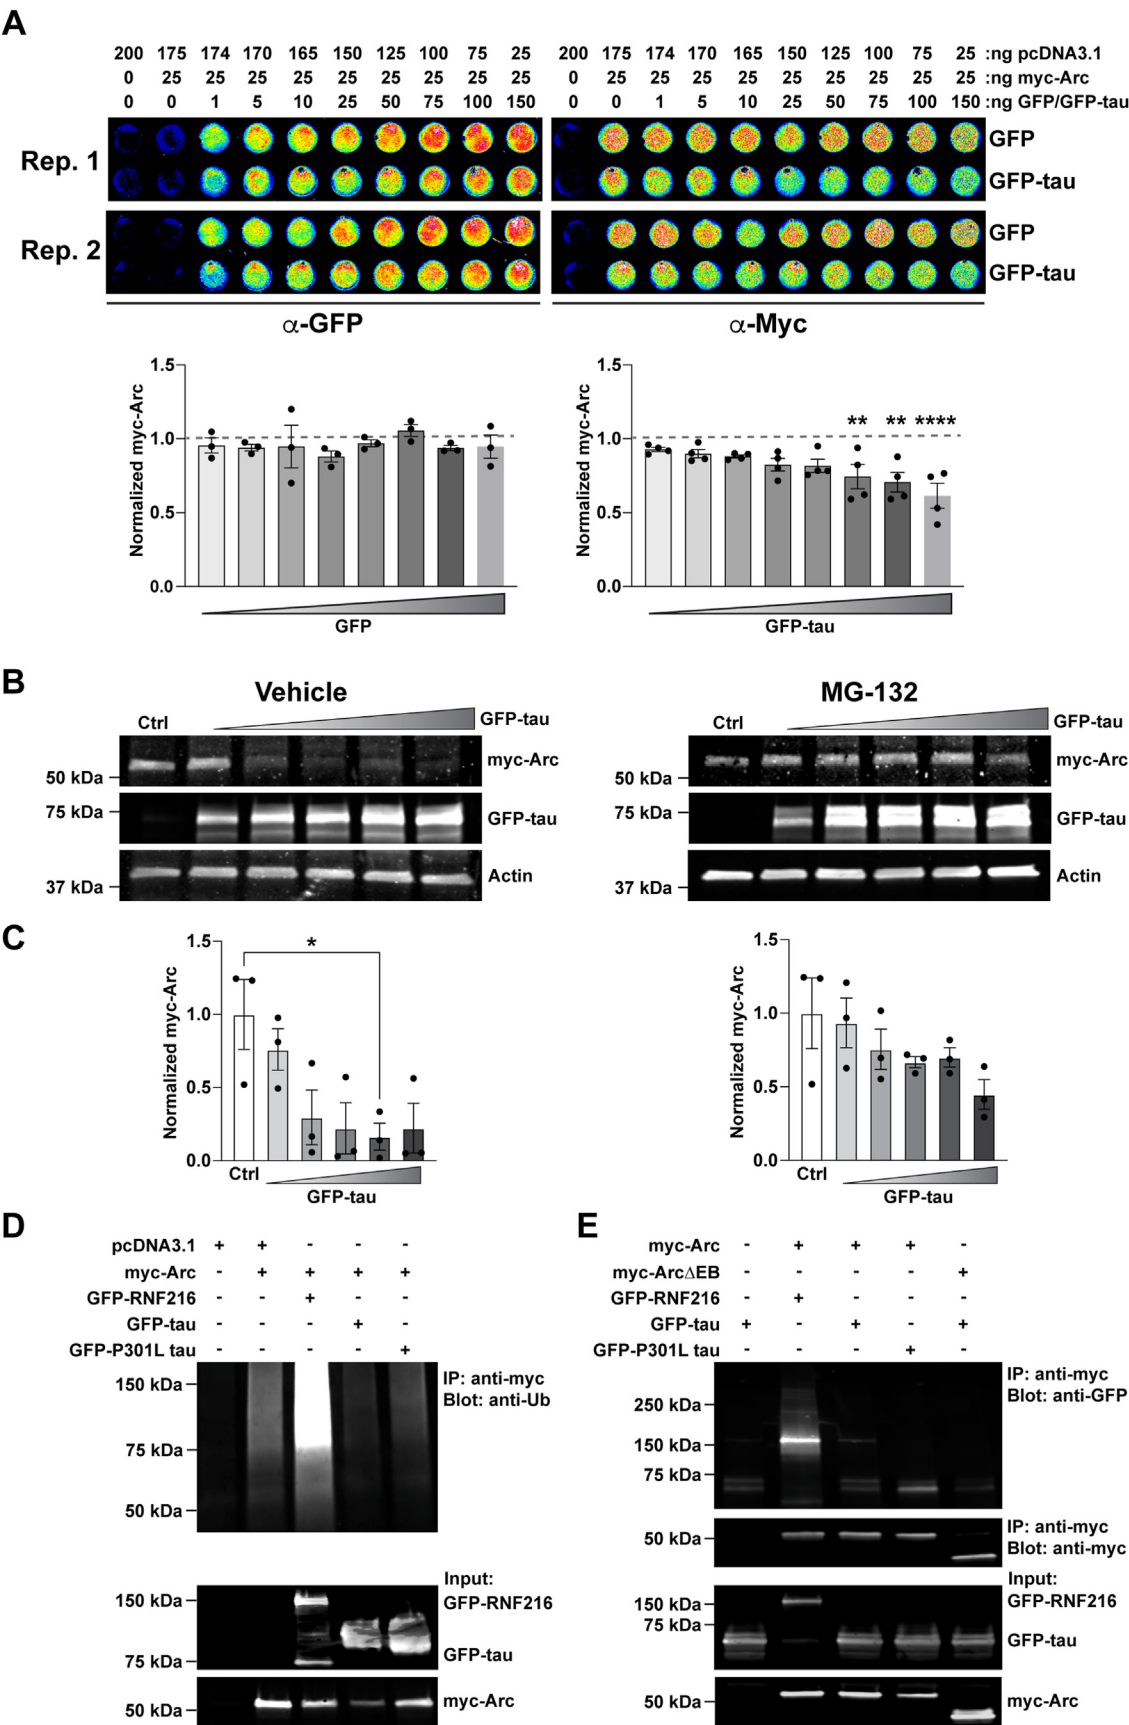 A
200 175 174 170 165 150 125 100 75 25 200 175 174 170 165 150 125 100 75 25 :ng pcDNA3.1
0 25 25 25 25 25 25 25 25 25 0 25 25 25 25 25 25 25 25 25 :ng myc-Arc
0 0 1 5 10 25 50 75 100 150 0 0 1 5 10 25 50 75 100 150 :ng GFP/GFP-tau
Rep. 1
GFP
GFP-tau
Rep. 2
GFP
GFP-tau
α-GFP α-Myc
Normalized myc-Arc
1.5
1.0
0.5
0.0
GFP
Normalized myc-Arc
1.5
1.0
0.5
0.0
** ** ****
GFP-tau
B
Vehicle
Ctrl GFP-tau
50 kDa myc-Arc
75 kDa GFP-tau
37 kDa Actin
MG-132
Ctrl GFP-tau
50 kDa myc-Arc
75 kDa GFP-tau
37 kDa Actin
C
Normalized myc-Arc
1.5
1.0
0.5
0.0
*
Ctrl
GFP-tau
Normalized myc-Arc
1.5
1.0
0.5
0.0
Ctrl
GFP-tau
D
pcDNA3.1 + + - - -
myc-Arc - + + + +
GFP-RNF216 - - + - -
GFP-tau - - - + -
GFP-P301L tau - - - - +
150 kDa
75 kDa
50 kDa
IP: anti-myc
Blot: anti-Ub
Input:
150 kDa GFP-RNF216
75 kDa GFP-tau
50 kDa myc-Arc
E
myc-Arc - + + + -
myc-ArcΔEB - - - - +
GFP-RNF216 - + - - -
GFP-tau + - + - +
GFP-P301L tau - - - + -
IP: anti-myc
Blot: anti-GFP
250 kDa
150 kDa
75 kDa
50 kDa
IP: anti-myc
Blot: anti-myc
Input:
150 kDa GFP-RNF216
75 kDa
GFP-tau
50 kDa myc-Arc